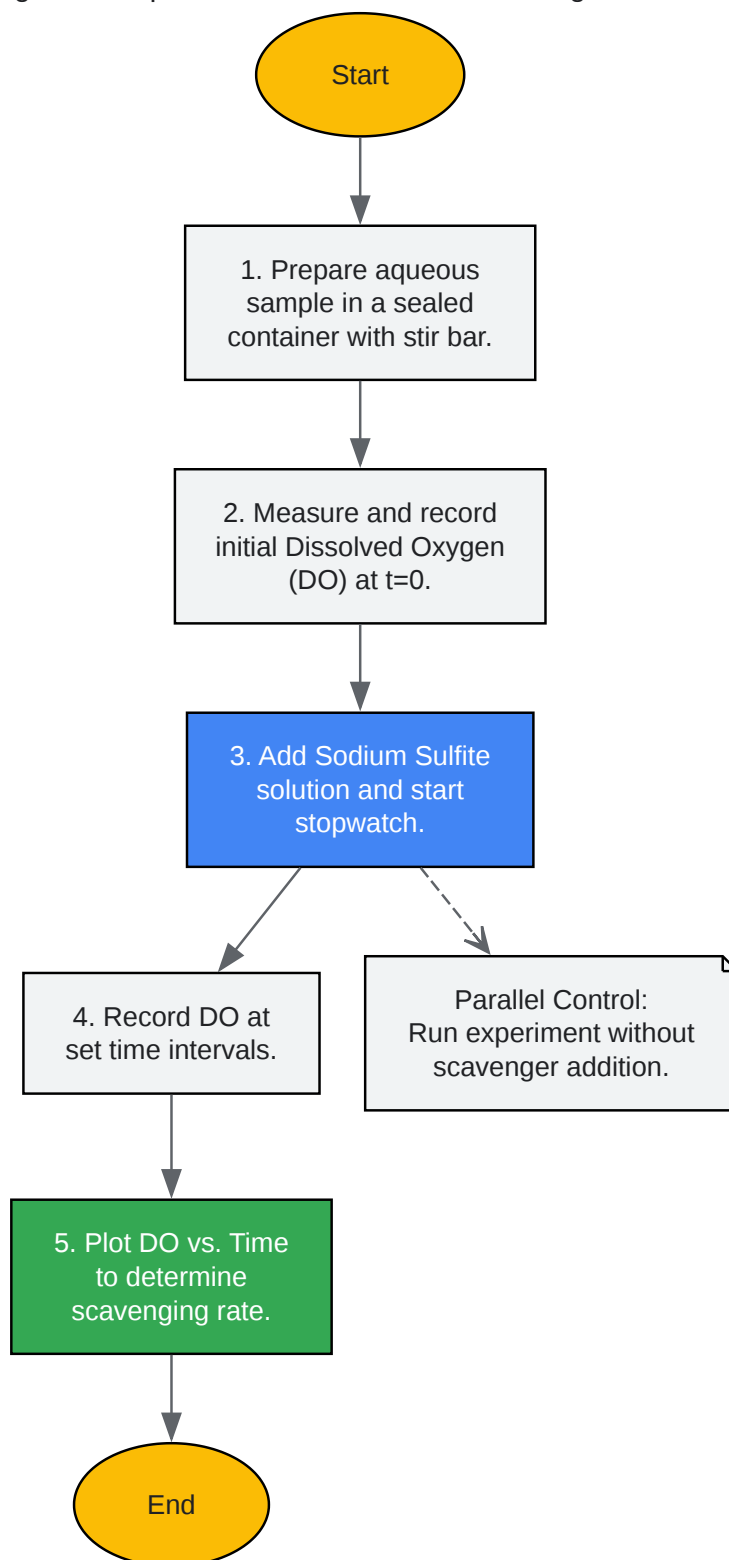 Start
1. Prepare aqueous
sample in a sealed
container with stir bar.
2. Measure and record
initial Dissolved Oxygen
(DO) at t=0.
3. Add Sodium Sulfite
solution and start
stopwatch.
4. Record DO at
set time intervals.
Parallel Control:
Run experiment without
scavenger addition.
5. Plot DO vs. Time
to determine
scavenging rate.
End